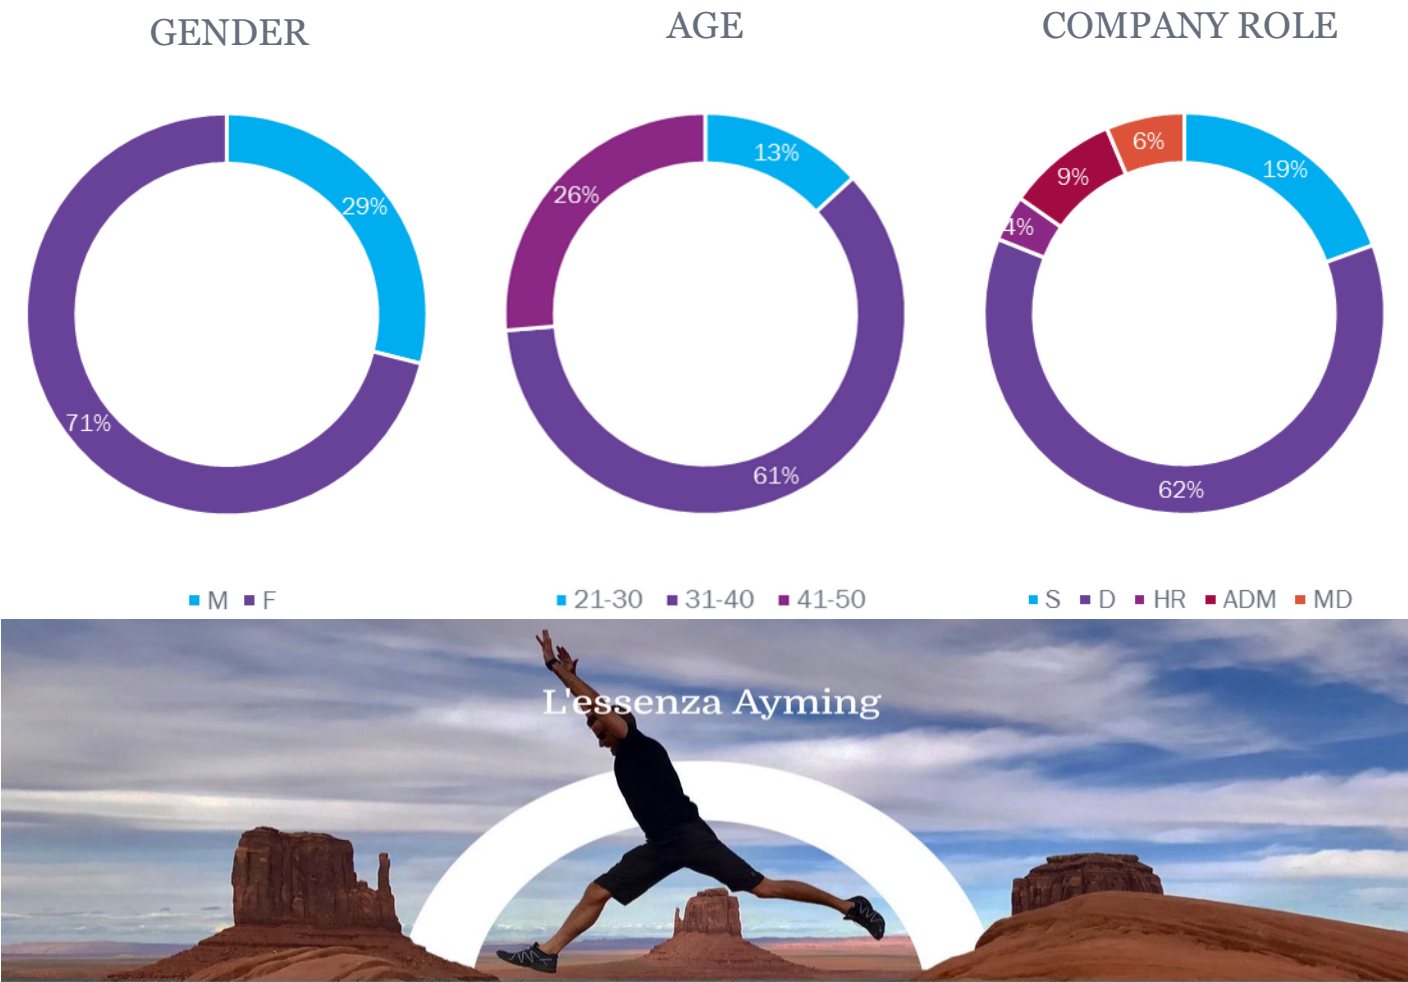 GENDER
AGE
COMPANY ROLE
29%
71%
13%
26%
61%
6%
9%
19%
4%
62%
M F
21-30 31-40 41-50
S D HR ADM MD
L'essenza Ayming